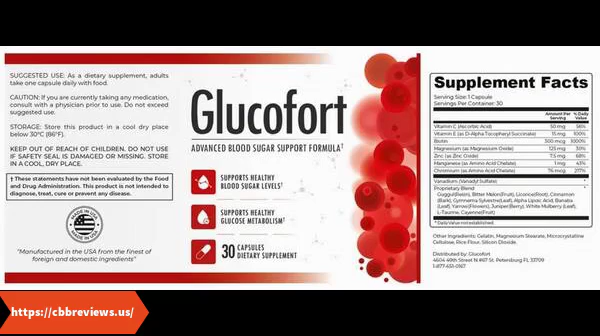 SUGGESTED USE: As a dietary supplement, adults
take one capsule daily with food.
CAUTION: If you are currently taking any medication,
consult with a physician prior to use. Do not exceed
suggested use.
STORAGE: Store this product in a cool dry place
below 30°C (86°F).
KEEP OUT OF REACH OF CHILDREN. DO NOT USE
IF SAFETY SEAL IS DAMAGED OR MISSING. STORE
IN A COOL, DRY PLACE.
† These statements have not been evaluated by the Food
and Drug Administration. This product is not intended to
diagnose, treat, cure or prevent any disease.
MADE IN USA
"Manufactured in the USA from the finest of
foreign and domestic ingredients"
Glucofort
ADVANCED BLOOD SUGAR SUPPORT FORMULA†
SUPPORTS HEALTHY
BLOOD SUGAR LEVELS†
SUPPORTS HEALTHY
GLUCOSE METABOLISM†
30 CAPSULES
DIETARY SUPPLEMENT
Supplement Facts
Serving Size: 1 Capsule
Servings Per Container: 30
Amount Per Serving % Daily Value
Vitamin C (Ascorbic Acid) 50 mg 56%
Vitamin E (as D-Alpha Tocopheryl Succinate) 15 mg 100%
Biotin 300 mcg 1000%
Magnesium (as Magnesium Oxide) 125 mg 30%
Zinc (as Zinc Oxide) 7.5 mg 68%
Manganese (as Amino Acid Chelate) 1 mg 43%
Chromium (as Amino Acid Chelate) 76 mcg 217%
Vanadium (Vanadyl Sulfate) *
Proprietary Blend *
Guggul(Resin), Bitter Melon(Fruit), Licorice(Root), Cinnamon
(Bark), Gymnema Sylvestre(Leaf), Alpha Lipoic Acid, Banaba
(Leaf), Yarrow(Flowers), Juniper(Berry), White Mulberry (Leaf),
L-Taurine, Cayenne(Fruit)
* Daily Value not established.
Other Ingredients: Gelatin, Magnesium Stearate, Microcrystalline
Cellulose, Rice Flour, Silicon Dioxide.
Distributed by: Glucofort
4604 49th Street N #67 St. Petersburg FL 33709
https://cbbreviews.us/